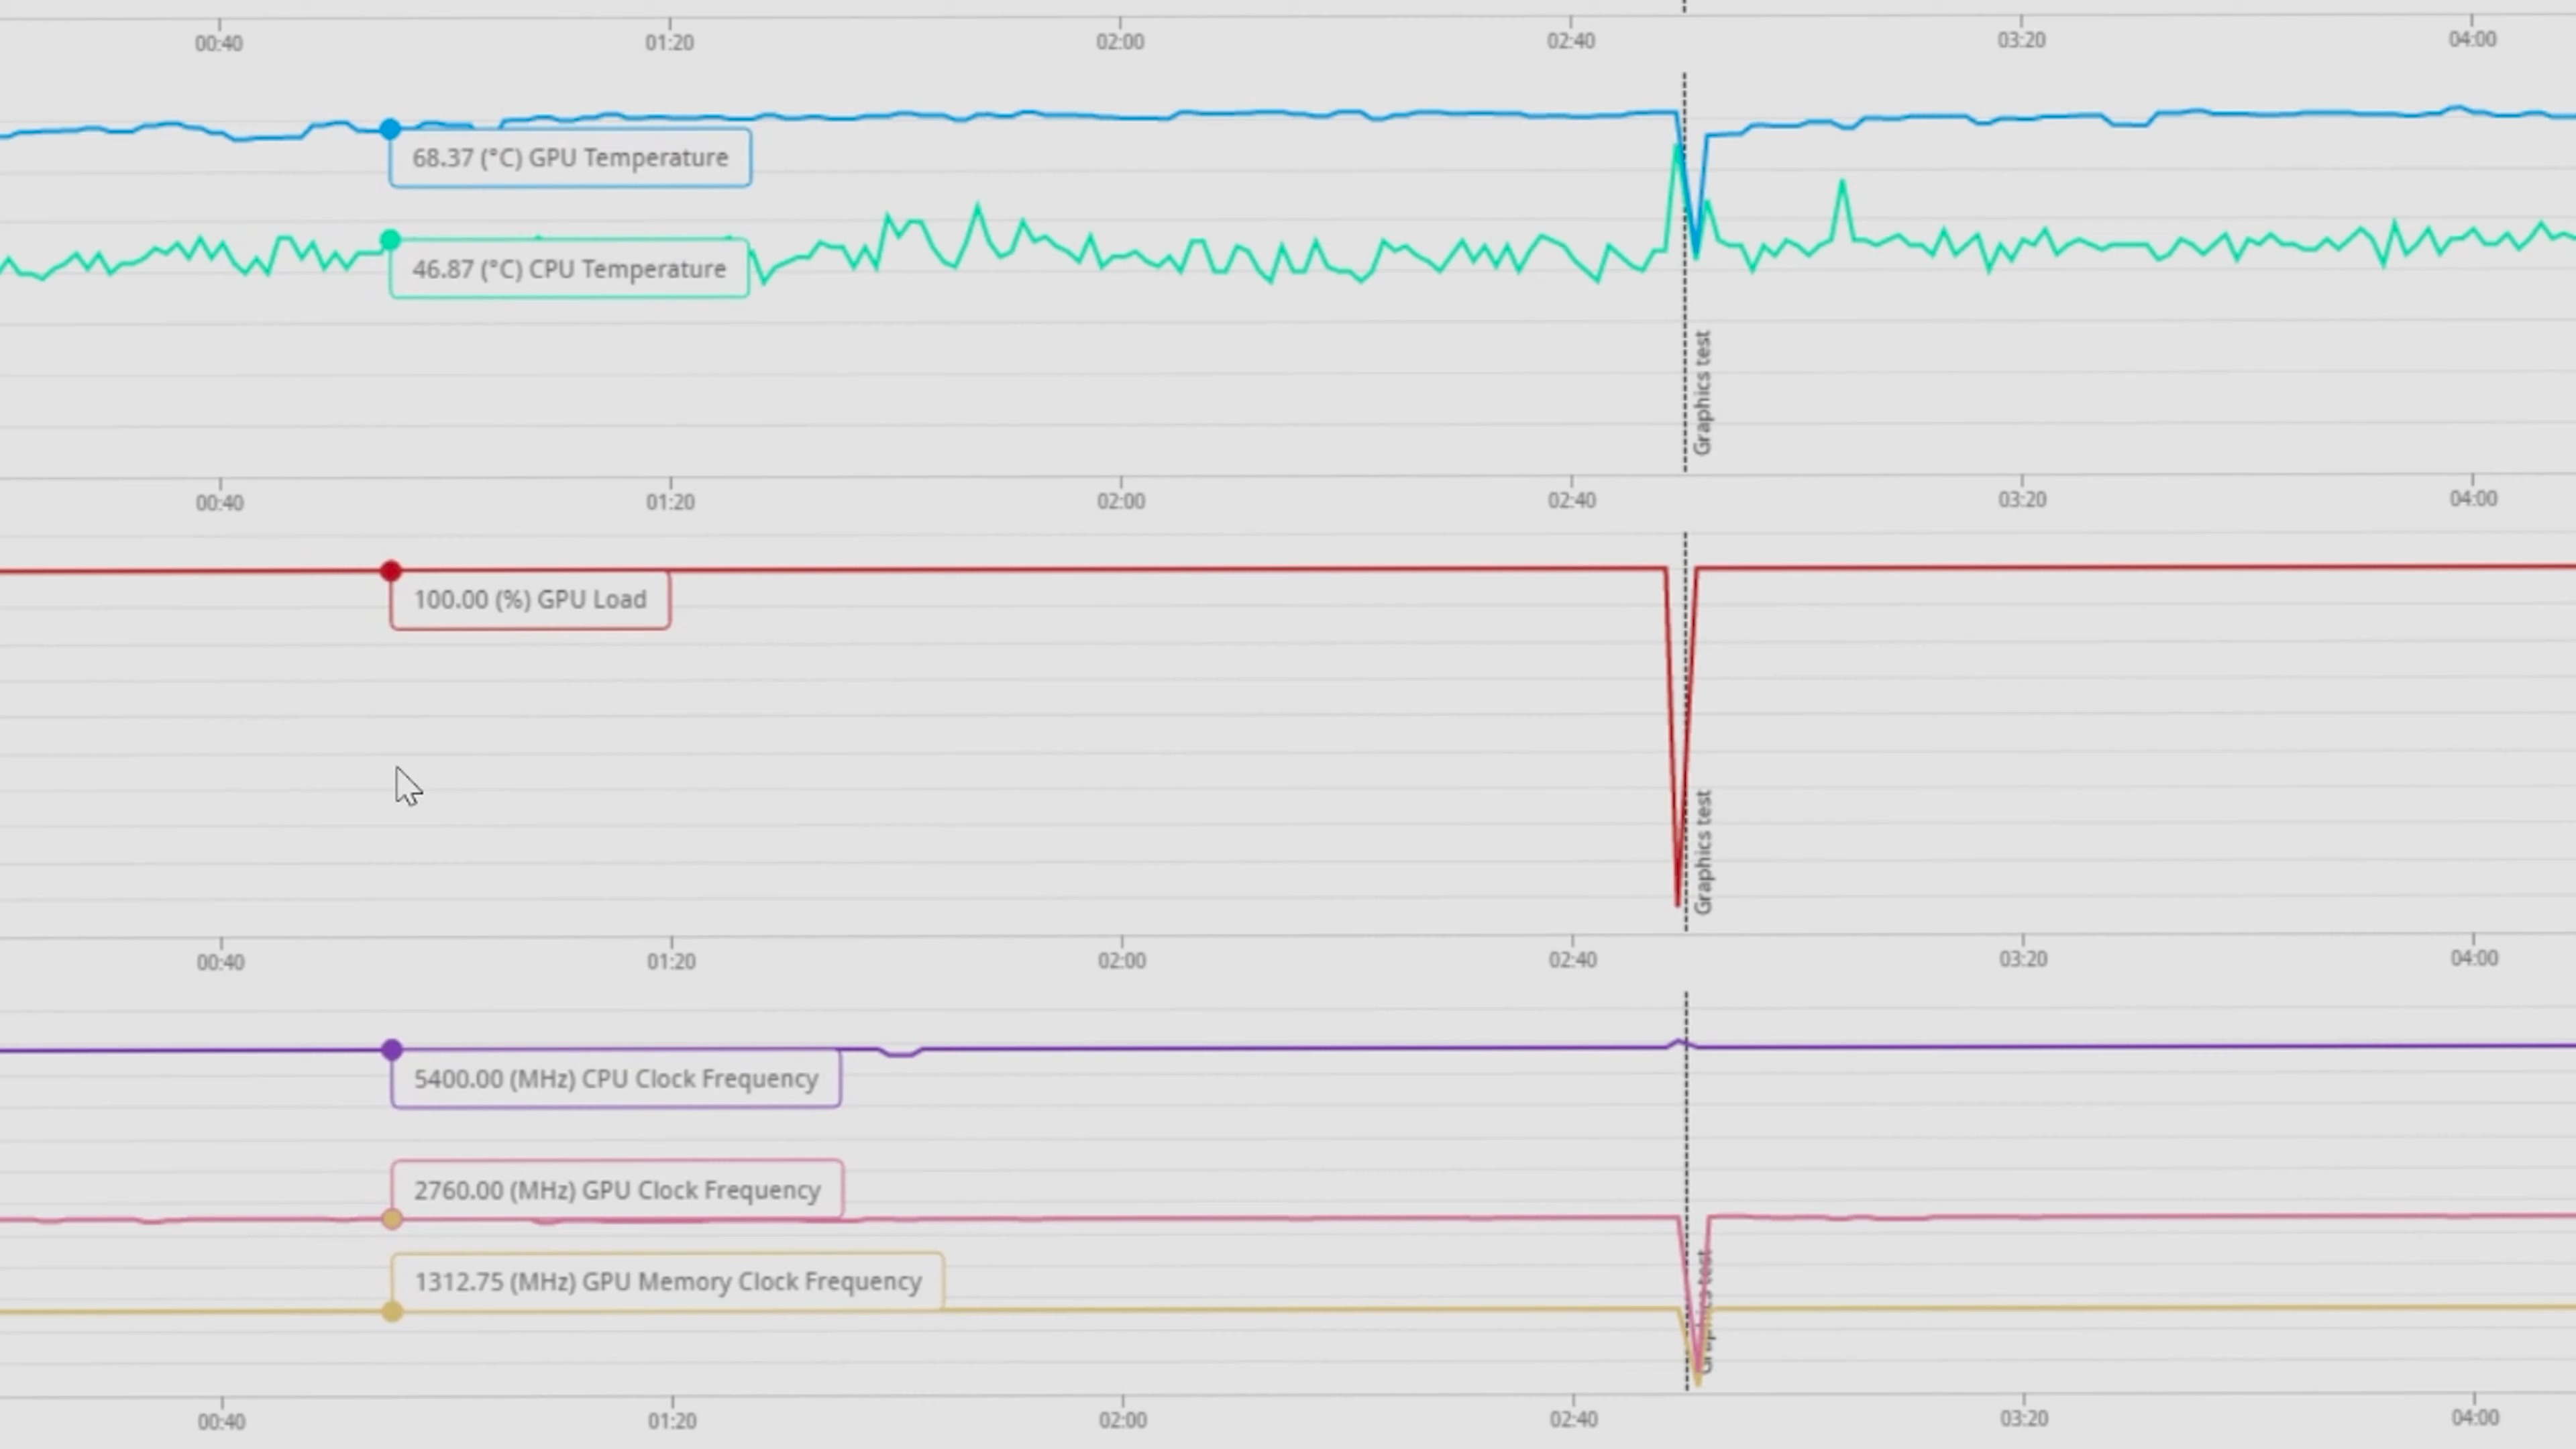 00:40 01:20 02:00 02:40 03:20 04:00
68.37 (°C) GPU Temperature
46.87 (°C) CPU Temperature
Graphics test
00:40 01:20 02:00 02:40 03:20 04:00
100.00 (%) GPU Load
Graphics test
00:40 01:20 02:00 02:40 03:20 04:00
5400.00 (MHz) CPU Clock Frequency
2760.00 (MHz) GPU Clock Frequency
1312.75 (MHz) GPU Memory Clock Frequency
Graphics test
00:40 01:20 02:00 02:40 03:20 04:00